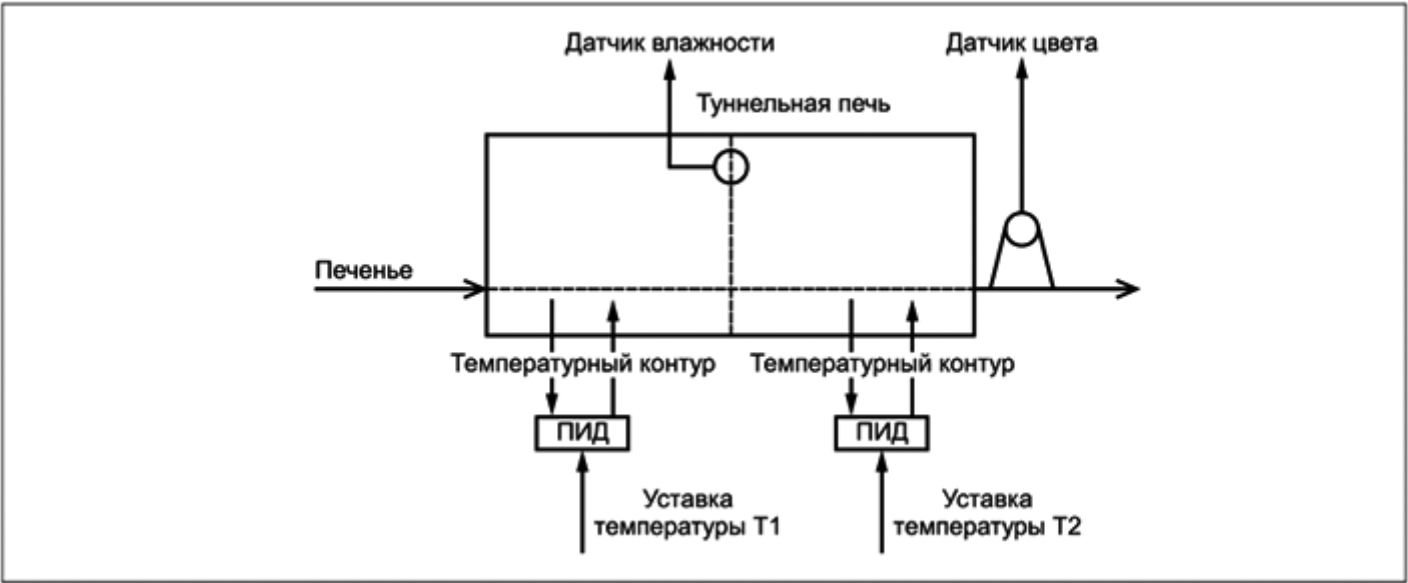 Датчик влажности
Датчик цвета
Туннельная печь
Печенье
Температурный контур
Температурный контур
ПИД
ПИД
Уставка
температуры Т1
Уставка
температуры Т2